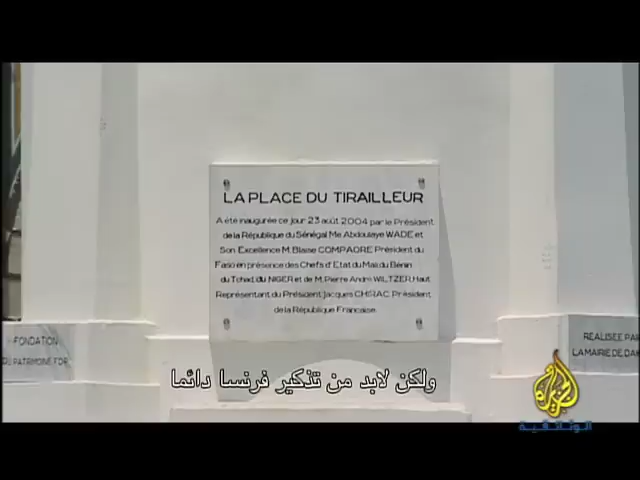 LA PLACE DU TIRAILLEUR
A été inaugurée ce jour 23 août 2004 par le Président
de la République du Sénégal Me Abdoulaye WADE et
Son Excellence M. Blaise COMPAORE Président du
Faso en présence des Chefs d'Etat du Mali, du Bénin
du Tchad, du NIGER et de M. Pierre André WILTZER, Haut
Représentant du Président Jacques CHIRAC Président
de la République Française
FONDATION
DU PATRIMOINE
REALISEE PAR
LA MAIRIE DE
ولكن لابد من تذكير فرنسا دائما
الجزيرة
الوثائقية